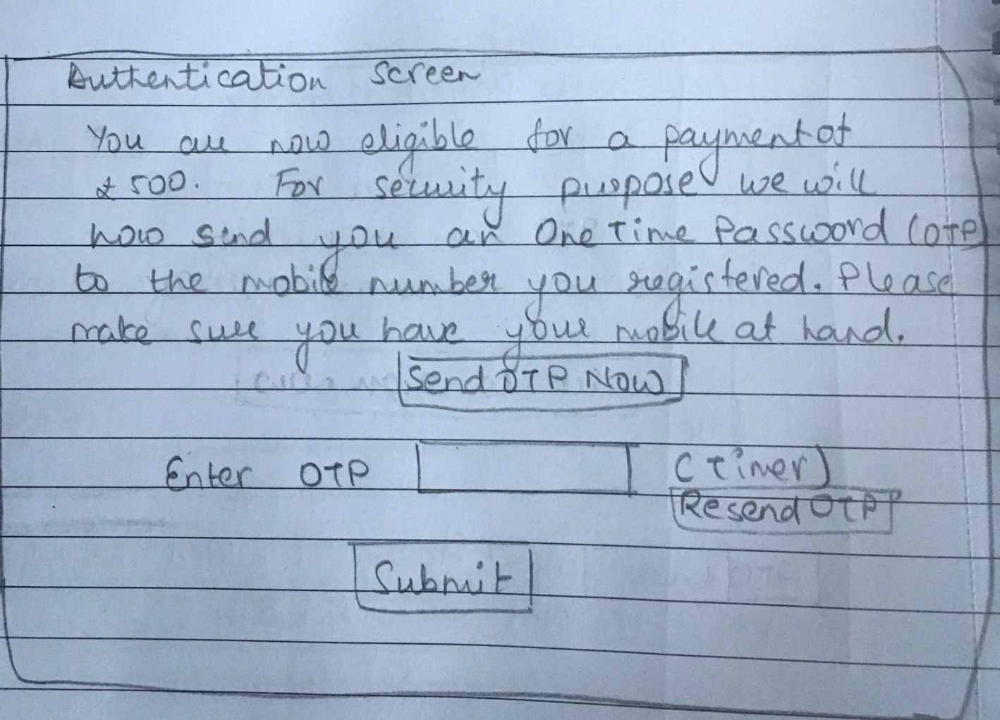 Authentication Screen
You are now eligible for a payment of
£500. For security purpose we will
now send you an One Time Password (OTP)
to the mobile number you registered. Please
make sure you have your mobile at hand.
Send OTP Now
Enter OTP (Timer)
Resend OTP
Submit